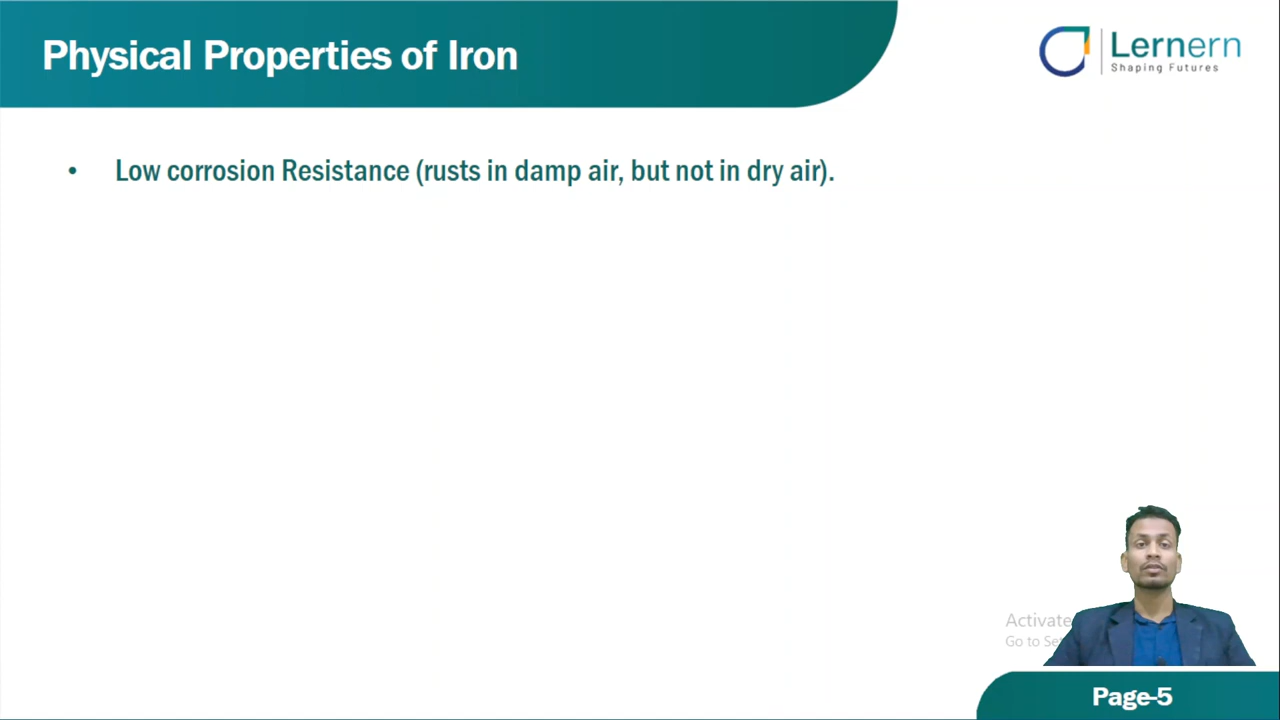 Physical Properties of Iron
Lernern
Shaping Futures
• Low corrosion Resistance (rusts in damp air, but not in dry air).
Activate
Go to Se
Page-5